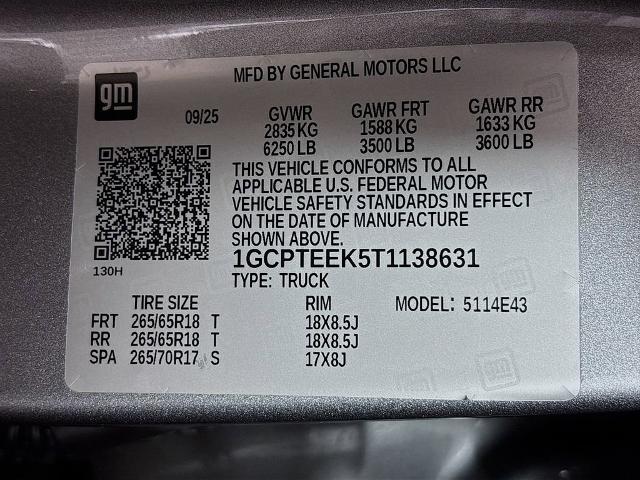 gm
MFD BY GENERAL MOTORS LLC
09/25 GVWR GAWR FRT GAWR RR
2835 KG 1588 KG 1633 KG
6250 LB 3500 LB 3600 LB
THIS VEHICLE CONFORMS TO ALL
APPLICABLE U.S. FEDERAL MOTOR
VEHICLE SAFETY STANDARDS IN EFFECT
ON THE DATE OF MANUFACTURE
SHOWN ABOVE.
1GCPTEEK5T1138631
130H
TYPE: TRUCK
TIRE SIZE RIM MODEL: 5114E43
FRT 265/65R18 T 18X8.5J
RR 265/65R18 T 18X8.5J
SPA 265/70R17 S 17X8J